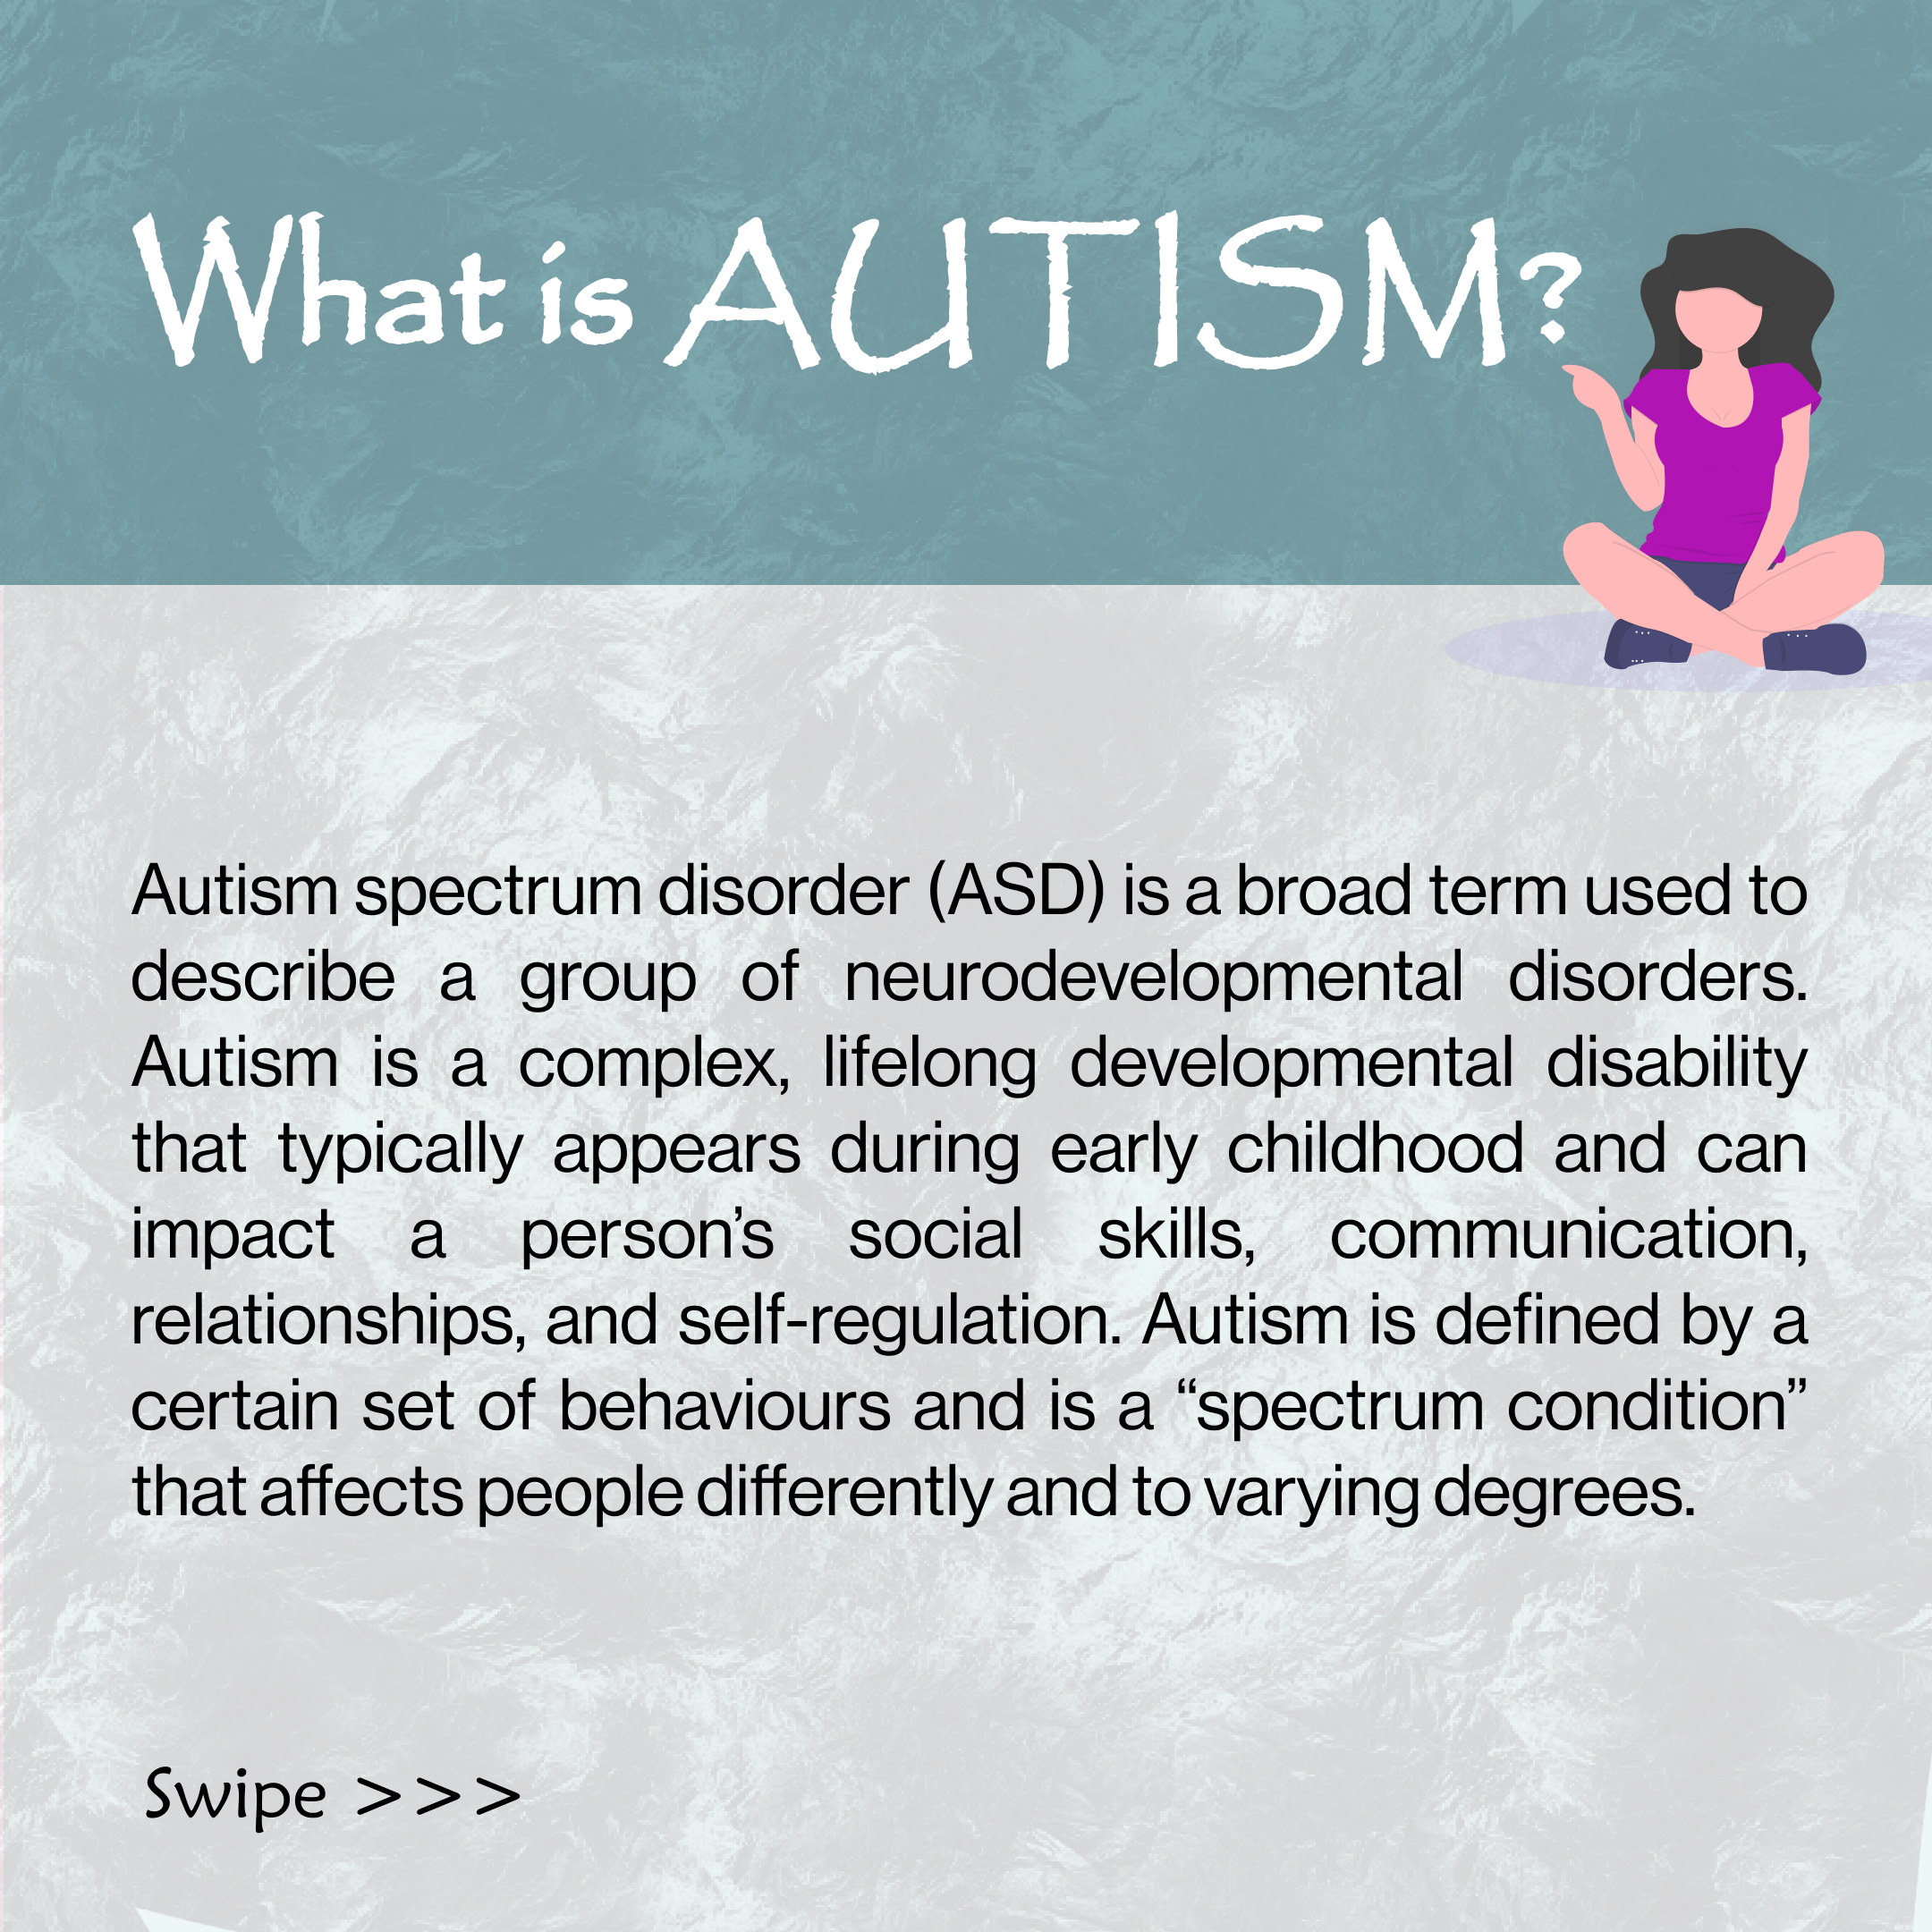 What is AUTISM?
Autism spectrum disorder (ASD) is a broad term used to
describe a group of neurodevelopmental disorders.
Autism is a complex, lifelong developmental disability
that typically appears during early childhood and can
impact a person’s social skills, communication,
relationships, and self-regulation. Autism is defined by a
certain set of behaviours and is a “spectrum condition”
that affects people differently and to varying degrees.
Swipe >>>